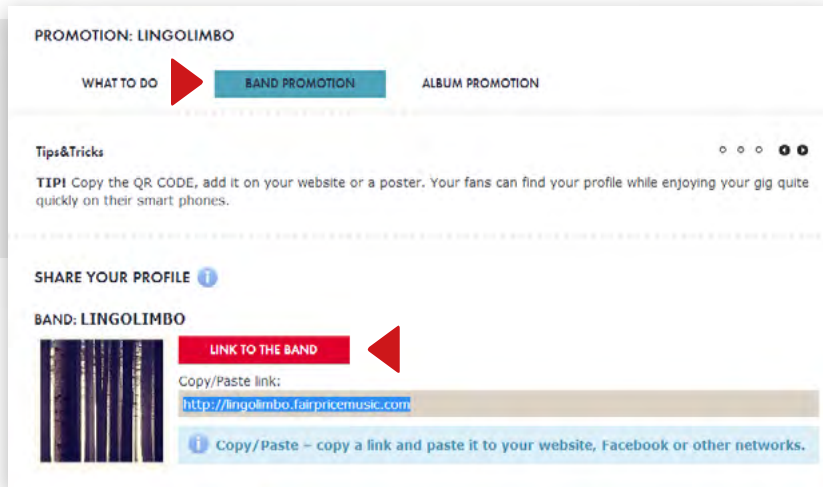 PROMOTION: LINGOLIMBO
WHAT TO DO BAND PROMOTION ALBUM PROMOTION
Tips&Tricks
TIP! Copy the QR CODE, add it on your website or a poster. Your fans can find your profile while enjoying your gig quite
quickly on their smart phones.
SHARE YOUR PROFILE
BAND: LINGOLIMBO
LINK TO THE BAND
Copy/Paste link:
http://lingolimbo.fairpricemusic.com
Copy/Paste – copy a link and paste it to your website, Facebook or other networks.